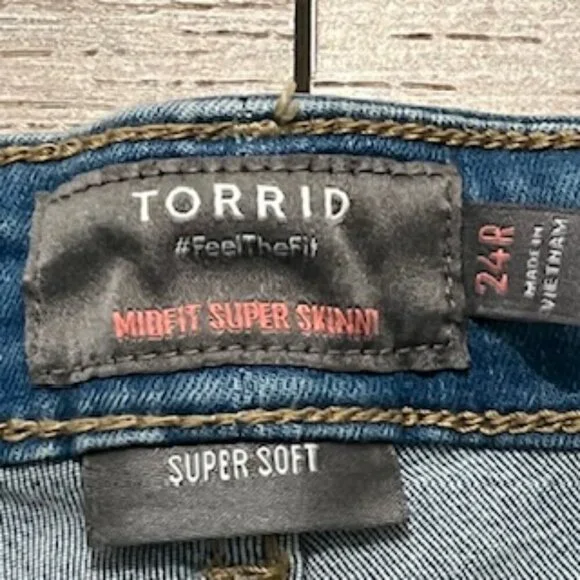 TORRID
#FeelTheFit
MIDFIT SUPER SKINNY
24R
MADE IN
VIETNAM
SUPER SOFT